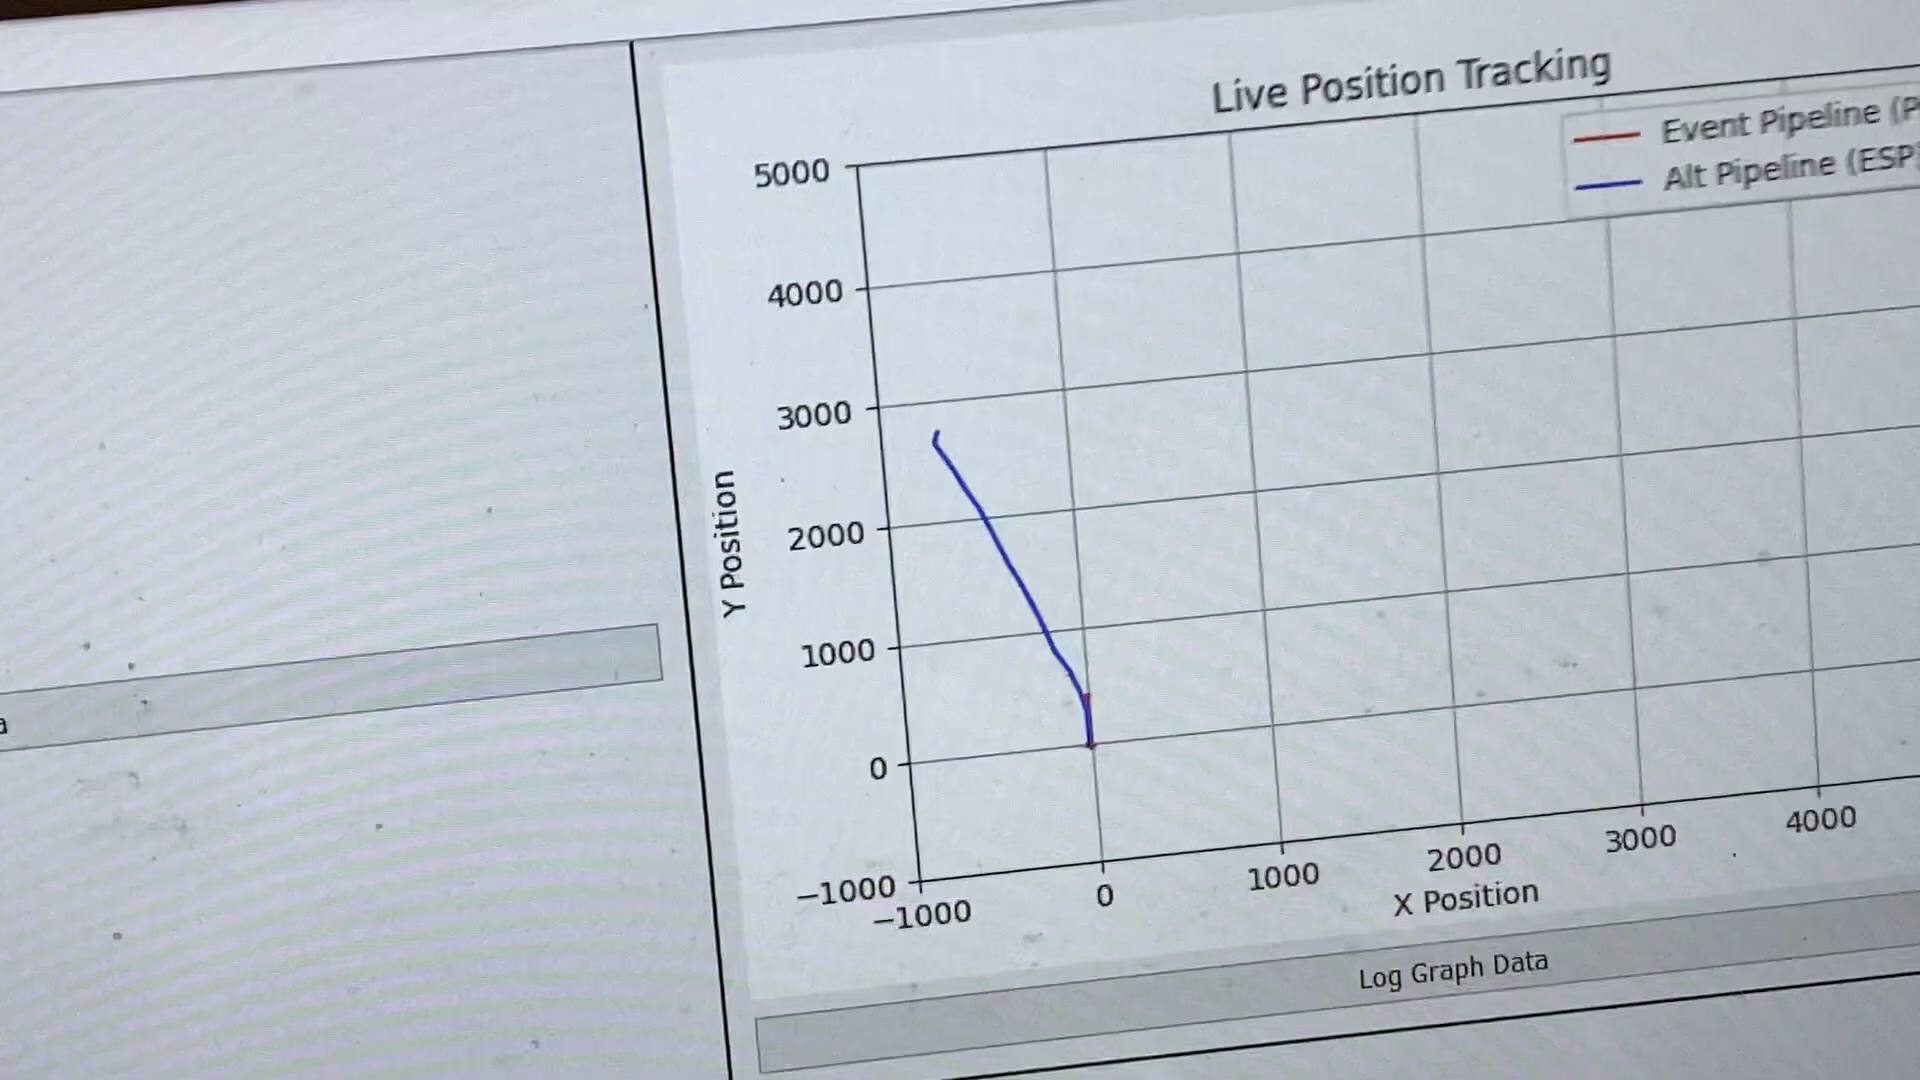 Live Position Tracking
Event Pipeline
Alt Pipeline (ESP
5000
4000
3000
2000
1000
0
−1000
Y Position
−1000
0
1000
2000
3000
4000
X Position
Log Graph Data
a